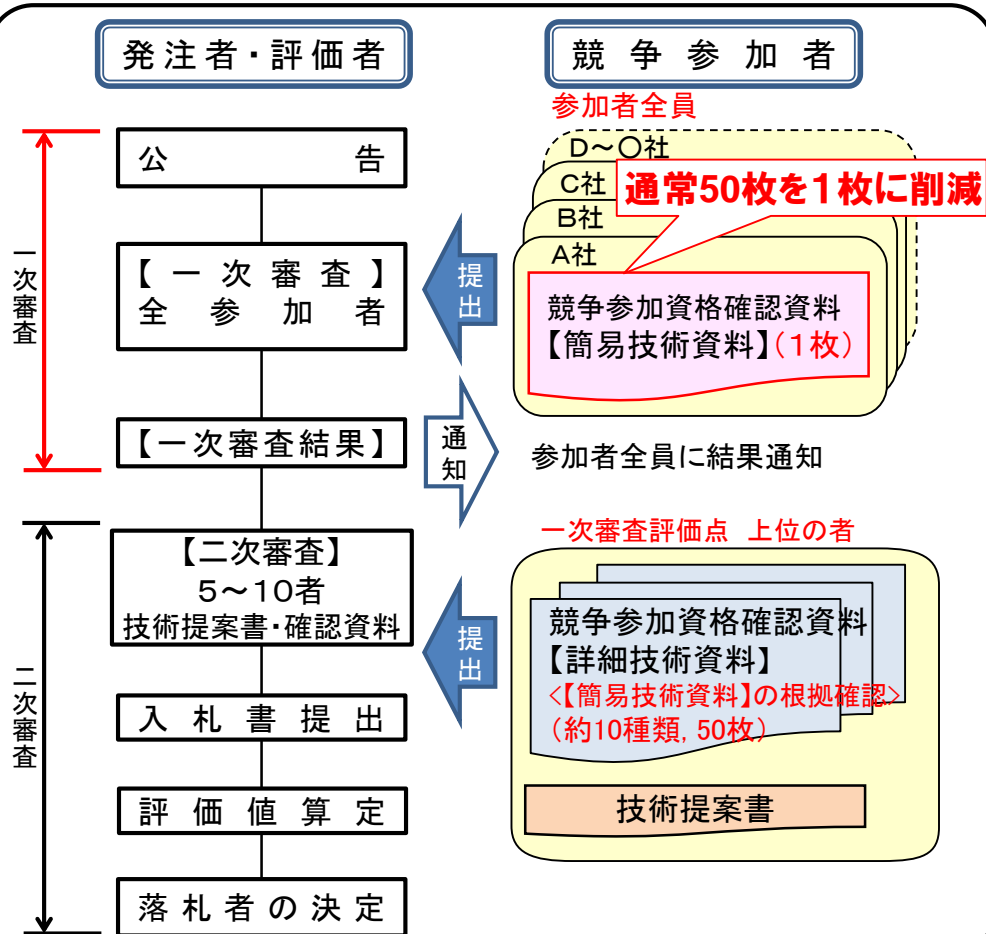 発注者・評価者
競争参加者
参加者全員
一次審査
公告
D～〇社
C社
B社
A社
通常50枚を1枚に削減
【一次審査】
全参加者
提出
競争参加資格確認資料
【簡易技術資料】(1枚)
【一次審査結果】
通知
参加者全員に結果通知
二次審査
【二次審査】
5～10者
技術提案書・確認資料
提出
一次審査評価点 上位の者
競争参加資格確認資料
【詳細技術資料】
<【簡易技術資料】の根拠確認>
(約10種類, 50枚)
技術提案書
入札書提出
評価値算定
落札者の決定